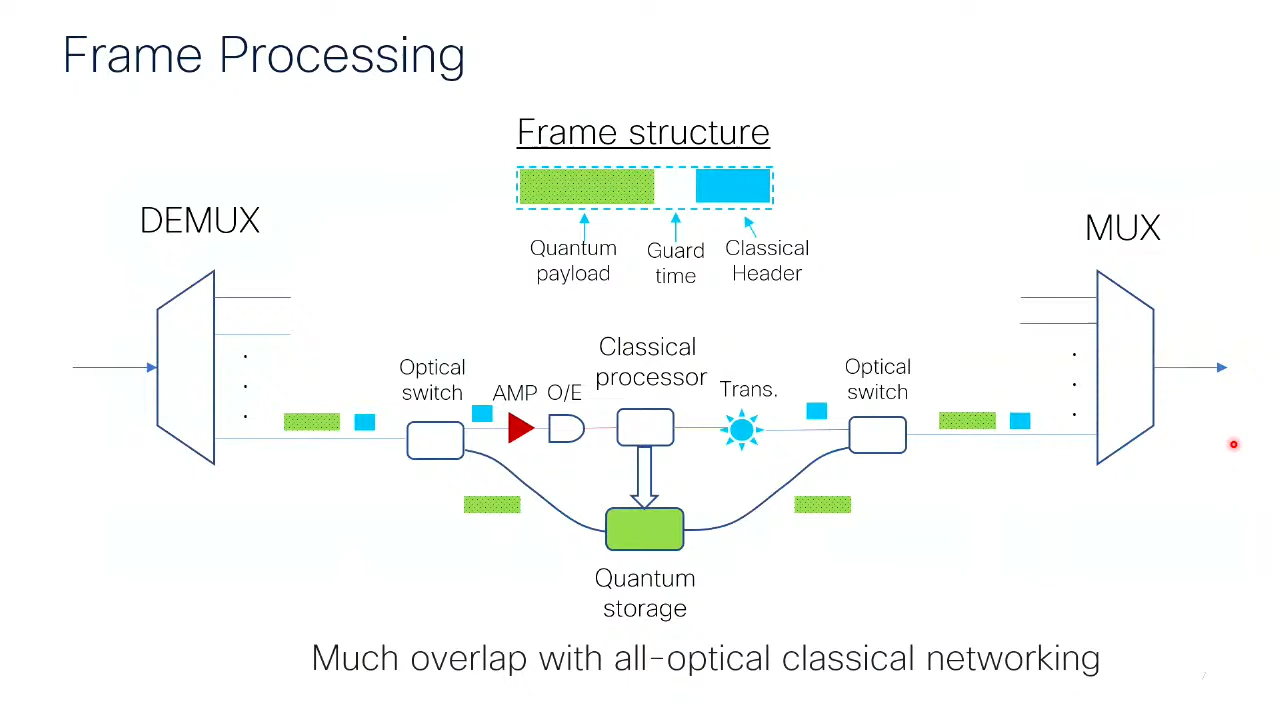 Frame Processing
Frame structure
Quantum
payload
Guard
time
Classical
Header
DEMUX
MUX
Optical
switch
AMP
O/E
Classical
processor
Trans.
Optical
switch
Quantum
storage
Much overlap with all-optical classical networking
7